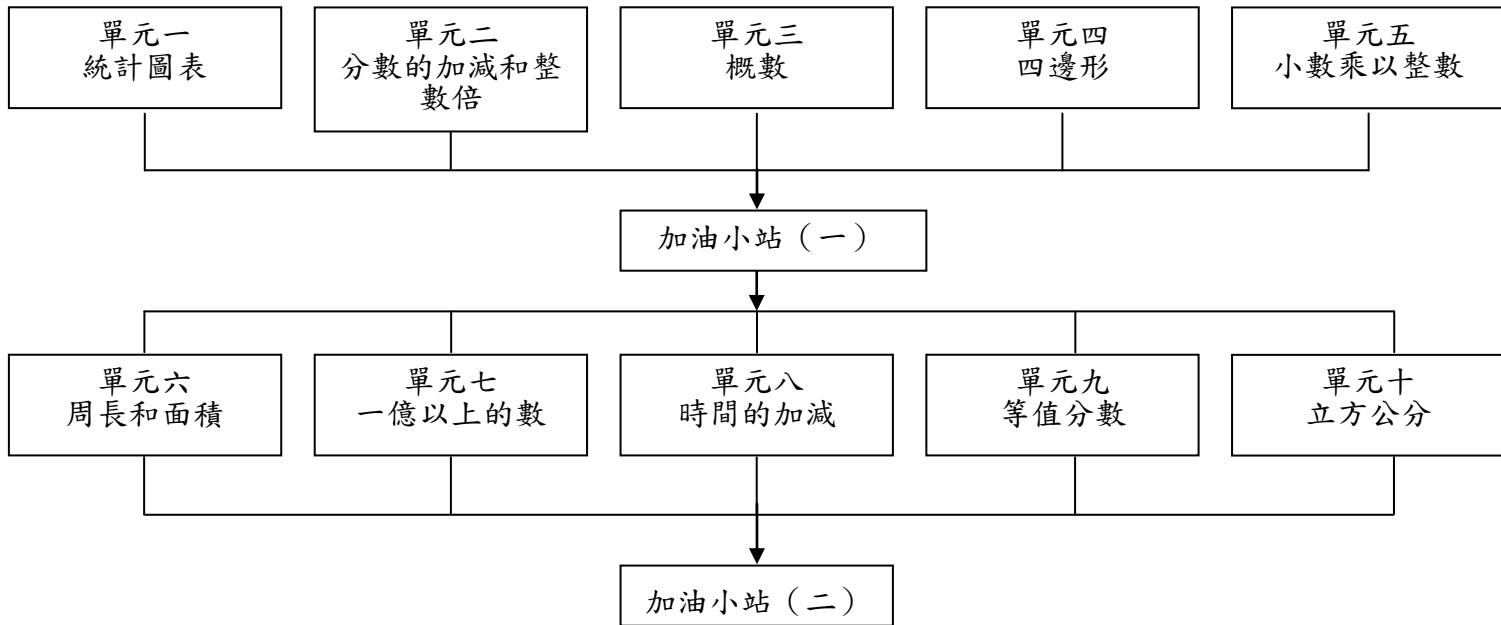 單元一
統計圖表
單元二
分數的加減和整
數倍
單元三
概數
單元四
四邊形
單元五
小數乘以整數
加油小站（一）
單元六
周長和面積
單元七
一億以上的數
單元八
時間的加減
單元九
等值分數
單元十
立方公分
加油小站（二）